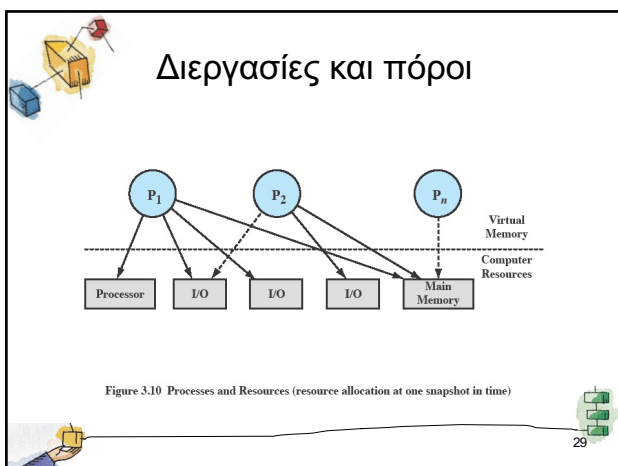 Διεργασίες και πόροι
P1
P2
Pn
Virtual
Memory
Computer
Resources
Processor
I/O
I/O
I/O
Main
Memory
Figure 3.10 Processes and Resources (resource allocation at one snapshot in time)
29